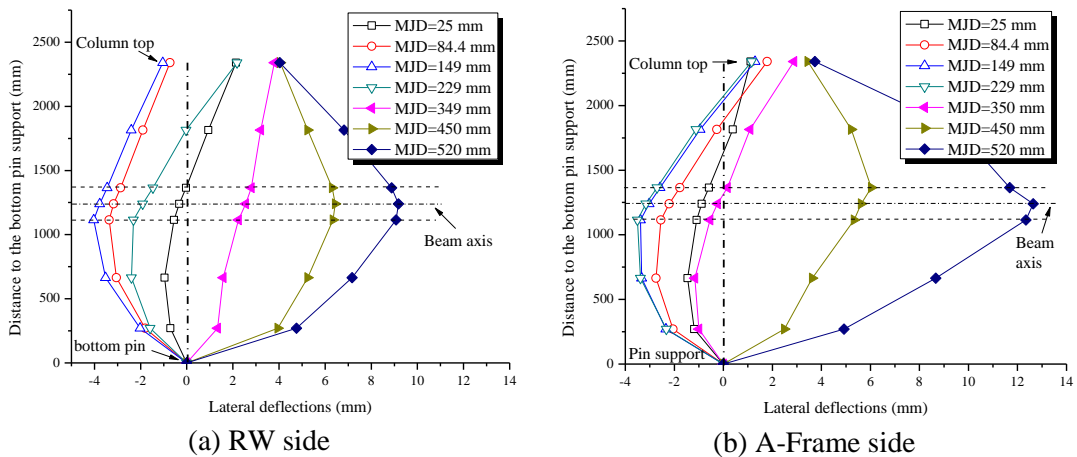 MJD=25 mm
MJD=84.4 mm
MJD=149 mm
MJD=229 mm
MJD=349 mm
MJD=450 mm
MJD=520 mm
Column top
Beam axis
bottom pin
Distance to the bottom pin support (mm)
2500
2000
1500
1000
500
0
-4 -2 0 2 4 6 8 10 12 14
Lateral deflections (mm)
(a) RW side
MJD=25 mm
MJD=84.4 mm
MJD=149 mm
MJD=229 mm
MJD=350 mm
MJD=450 mm
MJD=520 mm
Column top
Beam
axis
Pin support
Distance to the bottom pin support (mm)
2500
2000
1500
1000
500
0
-4 -2 0 2 4 6 8 10 12 14
Lateral deflections (mm)
(b) A-Frame side